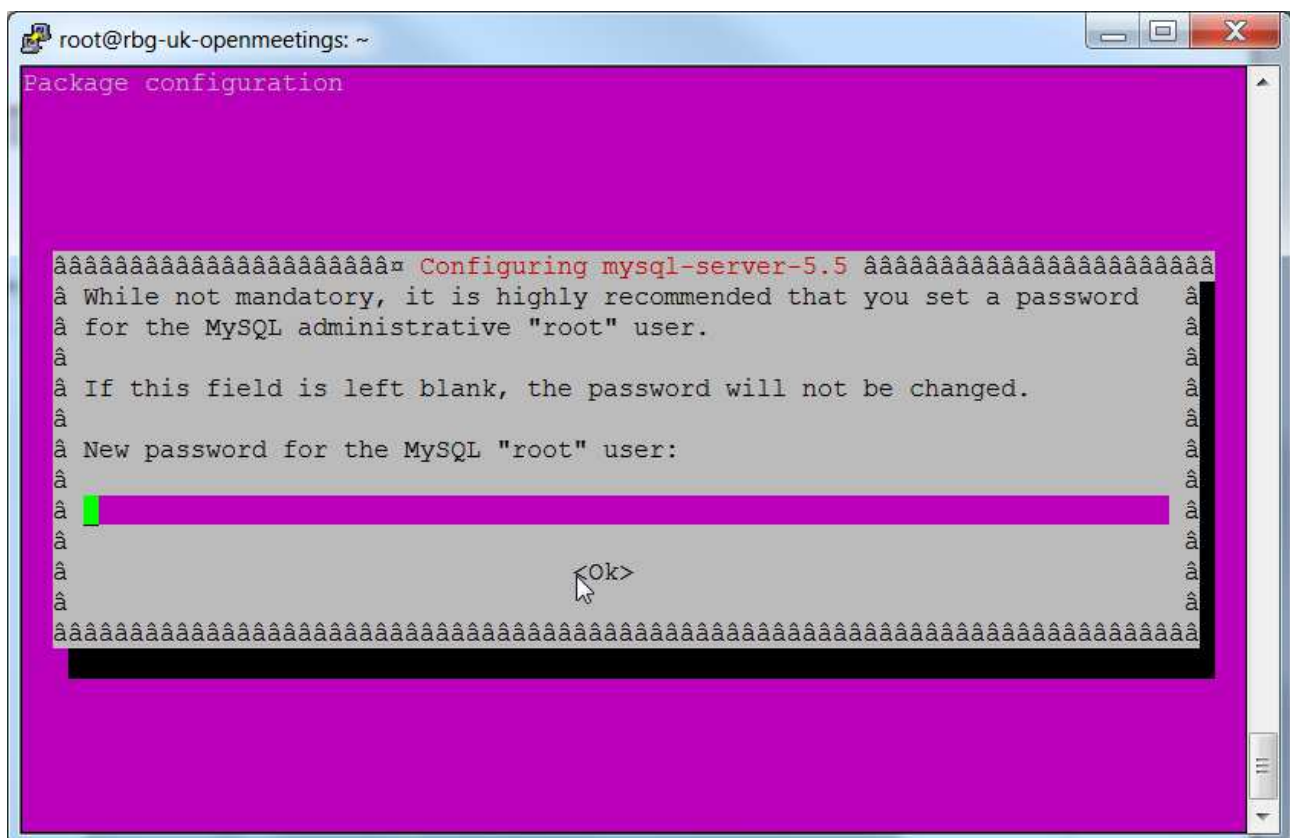 root@rbg-uk-openmeetings: ~
Package configuration
ââââââââââââââââââââââ¤ Configuring mysql-server-5.5 âââââââââââââââââââââââ
â While not mandatory, it is highly recommended that you set a password â
â for the MySQL administrative "root" user. â
â â
â If this field is left blank, the password will not be changed. â
â â
â New password for the MySQL "root" user: â
â â
â _ â
â â
â <Ok> â
â â
âââââââââââââââââââââââââââââââââââââââââââââââââââââââââââââââââââââââââââ